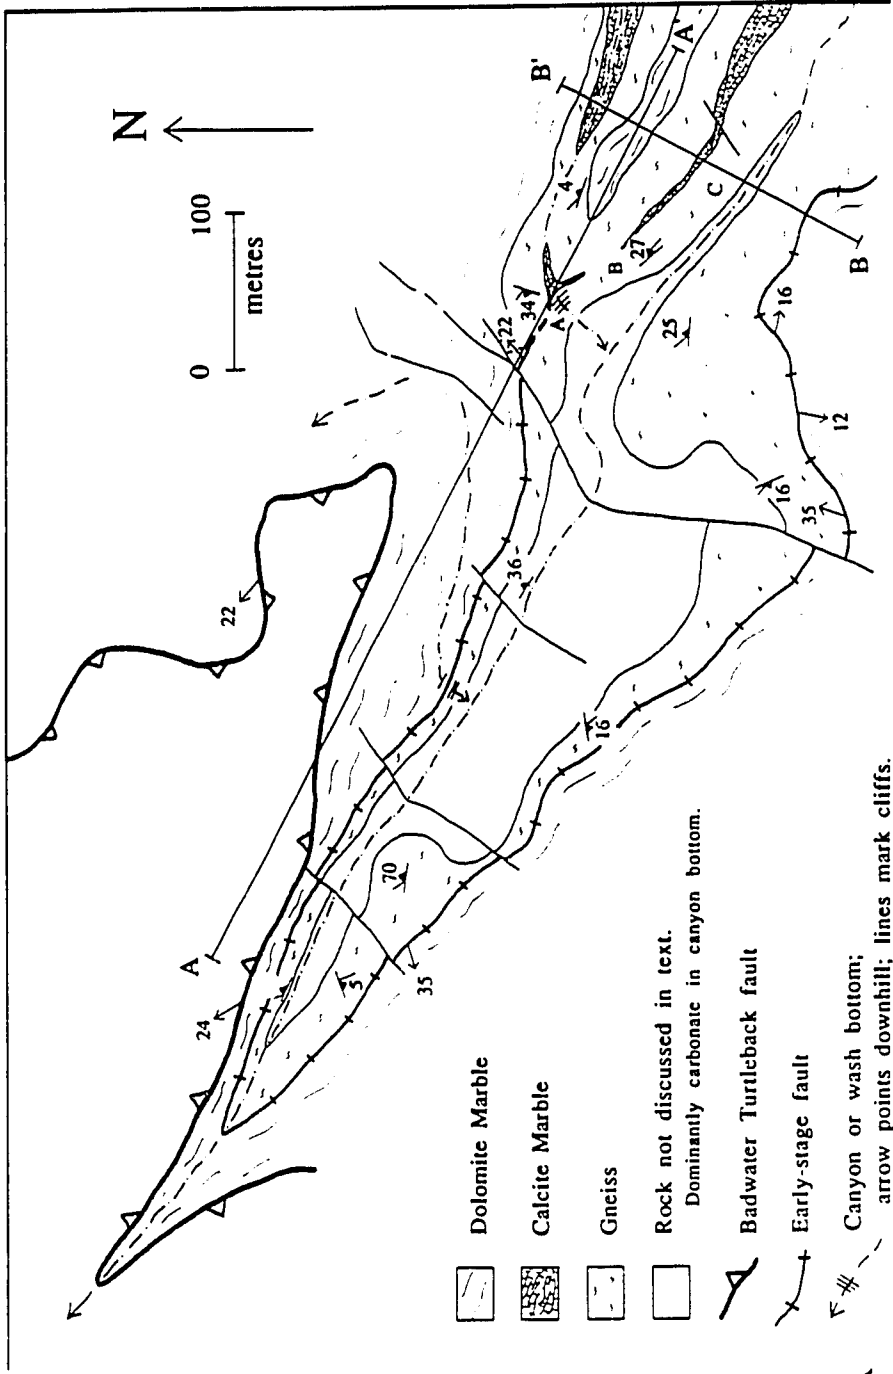 N
0 100
metres
A
24
22
22
34
4
B'
A'
A
B
27
C
B
25
16
12
16
35
36
16
70
5
35
Dolomite Marble
Calcite Marble
Gneiss
Rock not discussed in text.
Dominantly carbonate in canyon bottom.
Badwater Turtleback fault
Early-stage fault
Canyon or wash bottom;
arrow points downhill; lines mark cliffs.